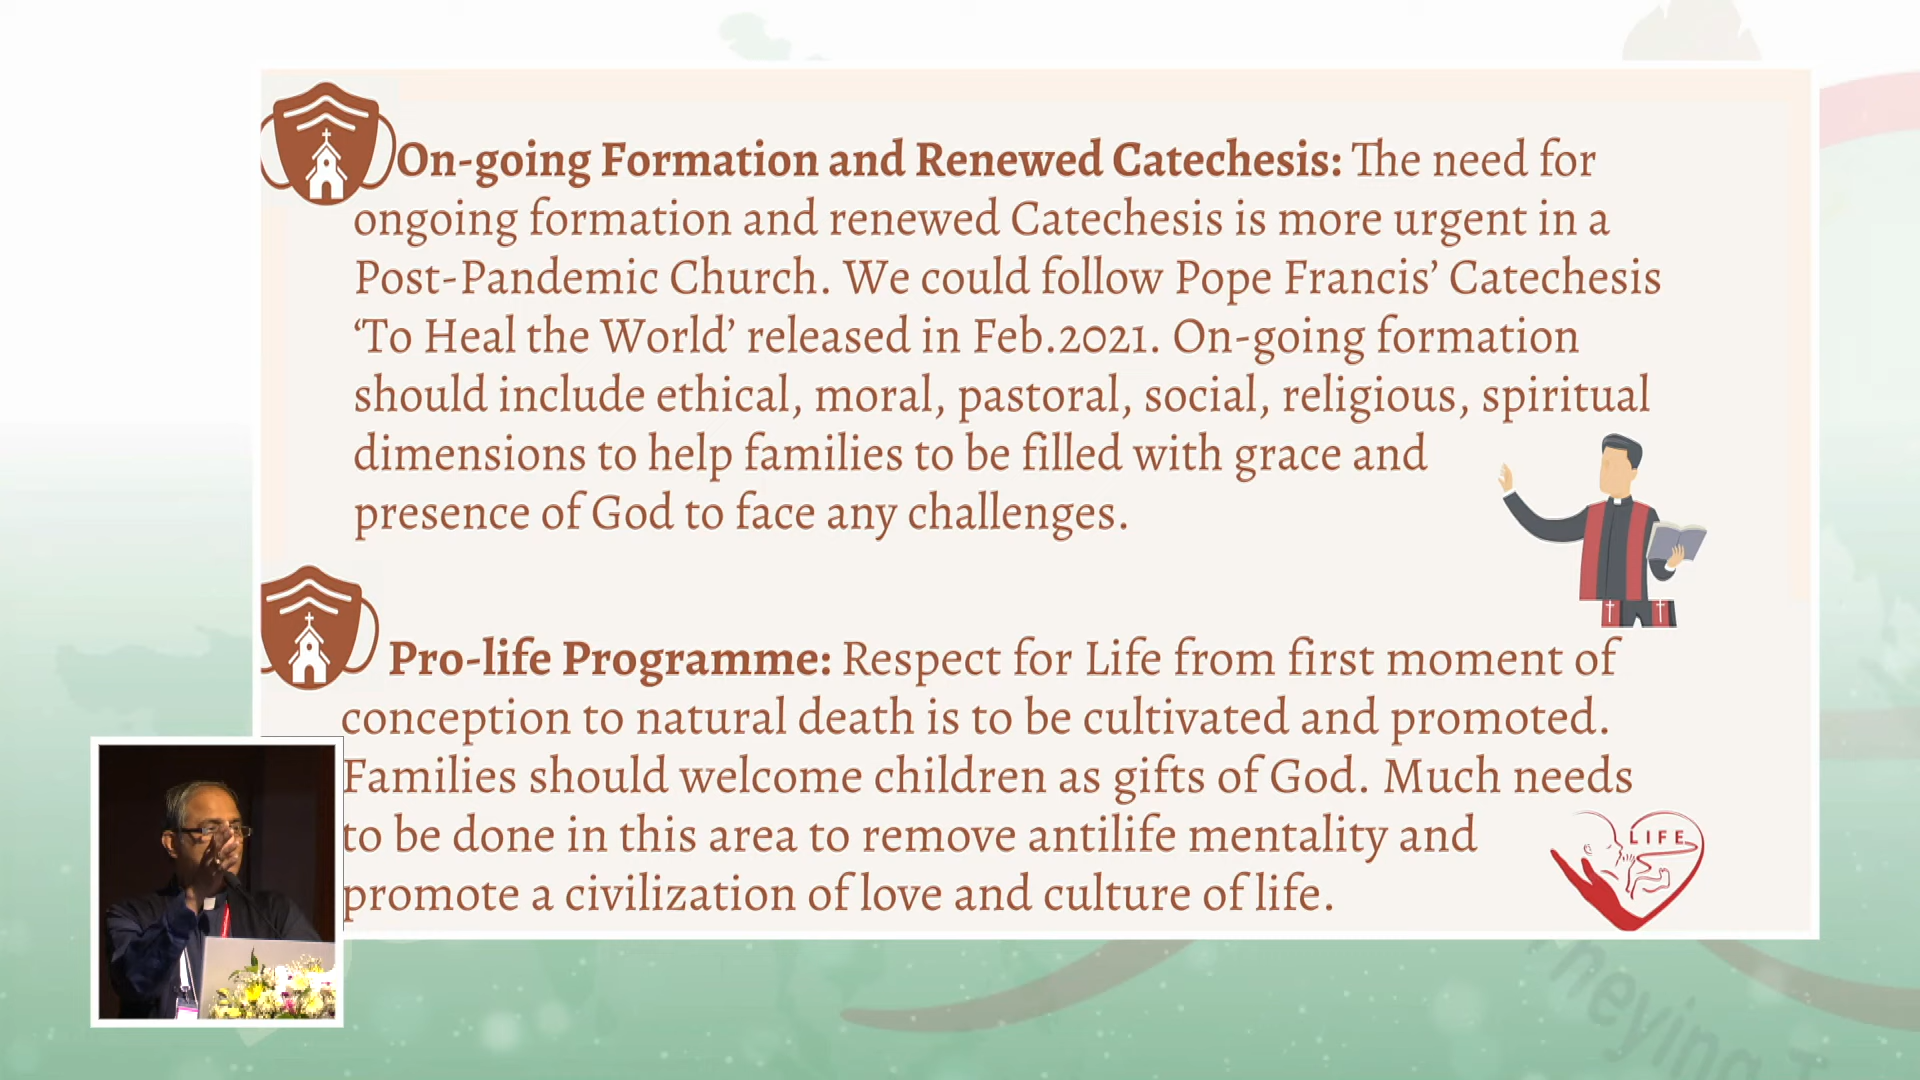 On-going Formation and Renewed Catechesis: The need for
ongoing formation and renewed Catechesis is more urgent in a
Post-Pandemic Church. We could follow Pope Francis’ Catechesis
‘To Heal the World’ released in Feb.2021. On-going formation
should include ethical, moral, pastoral, social, religious, spiritual
dimensions to help families to be filled with grace and
presence of God to face any challenges.
Pro-life Programme: Respect for Life from first moment of
conception to natural death is to be cultivated and promoted.
Families should welcome children as gifts of God. Much needs
to be done in this area to remove antilife mentality and
promote a civilization of love and culture of life.
LIFE